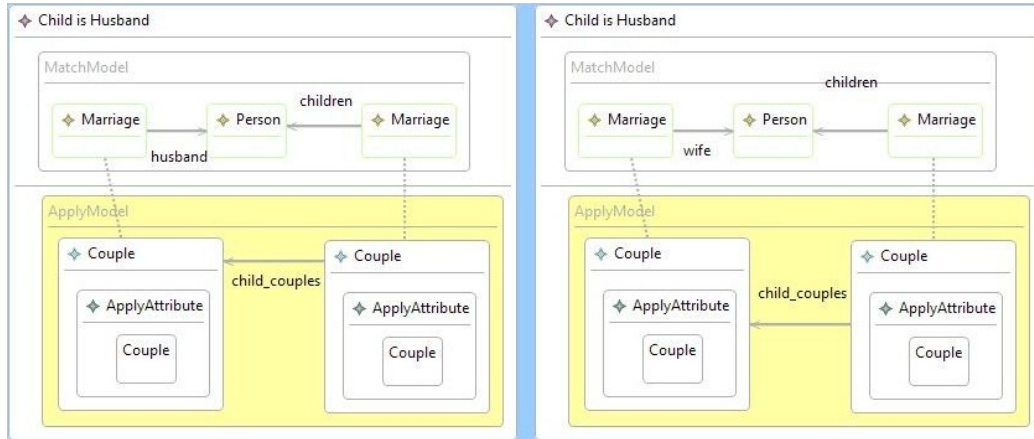 Child is Husband
MatchModel
children
Marriage
Person
Marriage
husband
ApplyModel
Couple
Couple
child_couples
ApplyAttribute
ApplyAttribute
Couple
Couple
Child is Husband
MatchModel
children
Marriage
Person
Marriage
wife
ApplyModel
Couple
Couple
child_couples
ApplyAttribute
ApplyAttribute
Couple
Couple